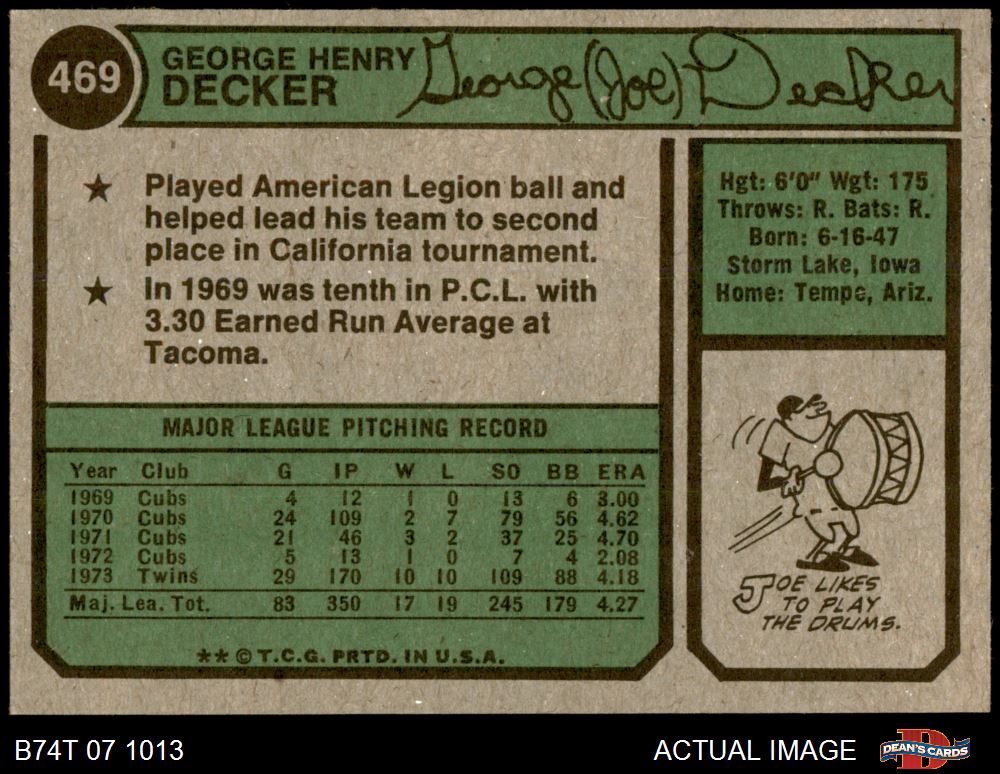 469
GEORGE HENRY
DECKER
George (Joe) Decker
★ Played American Legion ball and
helped lead his team to second
place in California tournament.
★ In 1969 was tenth in P.C.L. with
3.30 Earned Run Average at
Tacoma.
Hgt: 6'0" Wgt: 175
Throws: R. Bats: R.
Born: 6-16-47
Storm Lake, Iowa
Home: Tempe, Ariz.
MAJOR LEAGUE PITCHING RECORD
Year Club G IP W L SO BB ERA
1969 Cubs 4 12 1 0 13 6 3.00
1970 Cubs 24 109 2 7 79 56 4.62
1971 Cubs 21 46 3 2 37 25 4.70
1972 Cubs 5 13 1 0 7 4 2.08
1973 Twins 29 170 10 10 109 88 4.18
Maj. Lea. Tot. 83 350 17 19 245 179 4.27
**© T.C.G. PRTD. IN U.S.A.
JOE LIKES
TO PLAY
THE DRUMS.
B74T 07 1013
ACTUAL IMAGE
DEAN'S CARDS